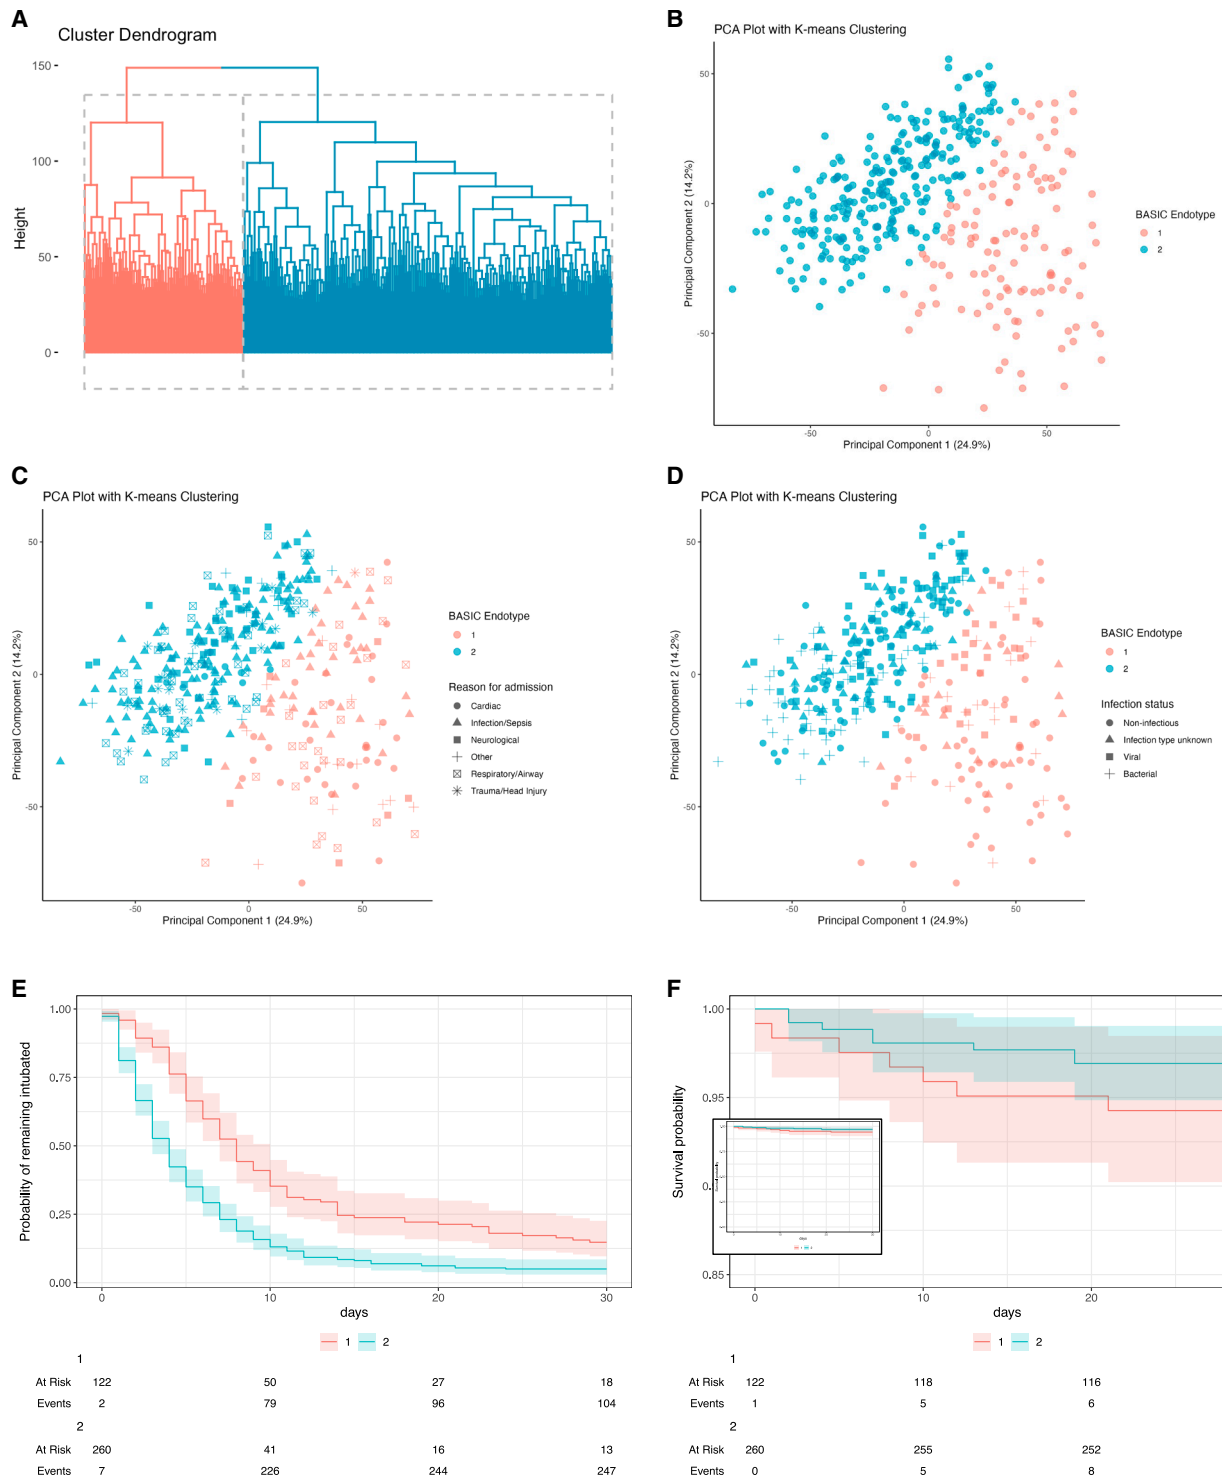 A
Cluster Dendrogram
150
100
50
0
Height
B
PCA Plot with K-means Clustering
50
0
-50
Principal Component 2 (14.2%)
-50
0
50
Principal Component 1 (24.9%)
BASIC Endotype
1
2
C
PCA Plot with K-means Clustering
50
0
-50
Principal Component 2 (14.2%)
-50
0
50
Principal Component 1 (24.9%)
BASIC Endotype
1
2
Reason for admission
Cardiac
Infection/Sepsis
Neurological
Other
Respiratory/Airway
Trauma/Head Injury
D
PCA Plot with K-means Clustering
50
0
-50
Principal Component 2 (14.2%)
-50
0
50
Principal Component 1 (24.9%)
BASIC Endotype
1
2
Infection status
Non-infectious
Infection type unknown
Viral
Bacterial
E
1.00
0.75
0.50
0.25
0.00
Probability of remaining intubated
0
10
20
30
days
1 2
1
At Risk 122 50 27 18
Events 2 79 96 104
2
At Risk 260 41 16 13
Events 7 226 244 247
F
1.00
0.95
0.85
Survival probability
days
1 2
0
10
20
days
1 2
1
At Risk 122 118 116
Events 1 5 6
2
At Risk 260 255 252
Events 0 5 8